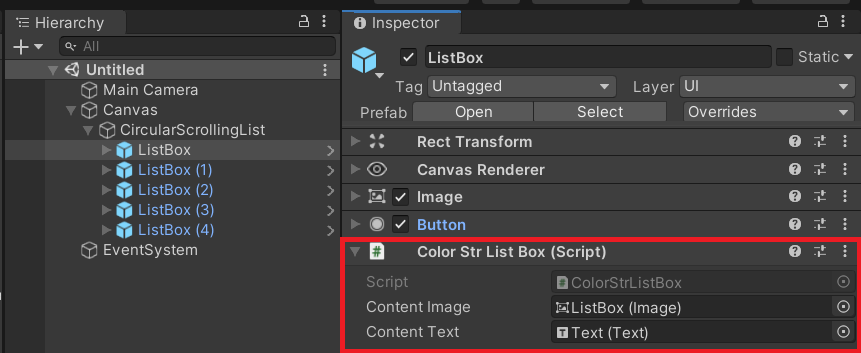 Hierarchy
All
Untitled
Main Camera
Canvas
CircularScrollingList
ListBox
ListBox (1)
ListBox (2)
ListBox (3)
ListBox (4)
EventSystem
Inspector
ListBox
Static
Tag Untagged Layer UI
Prefab Open Select Overrides
Rect Transform
Canvas Renderer
Image
Button
# Color Str List Box (Script)
Script # ColorStrListBox
Content Image ListBox (Image)
Content Text T Text (Text)